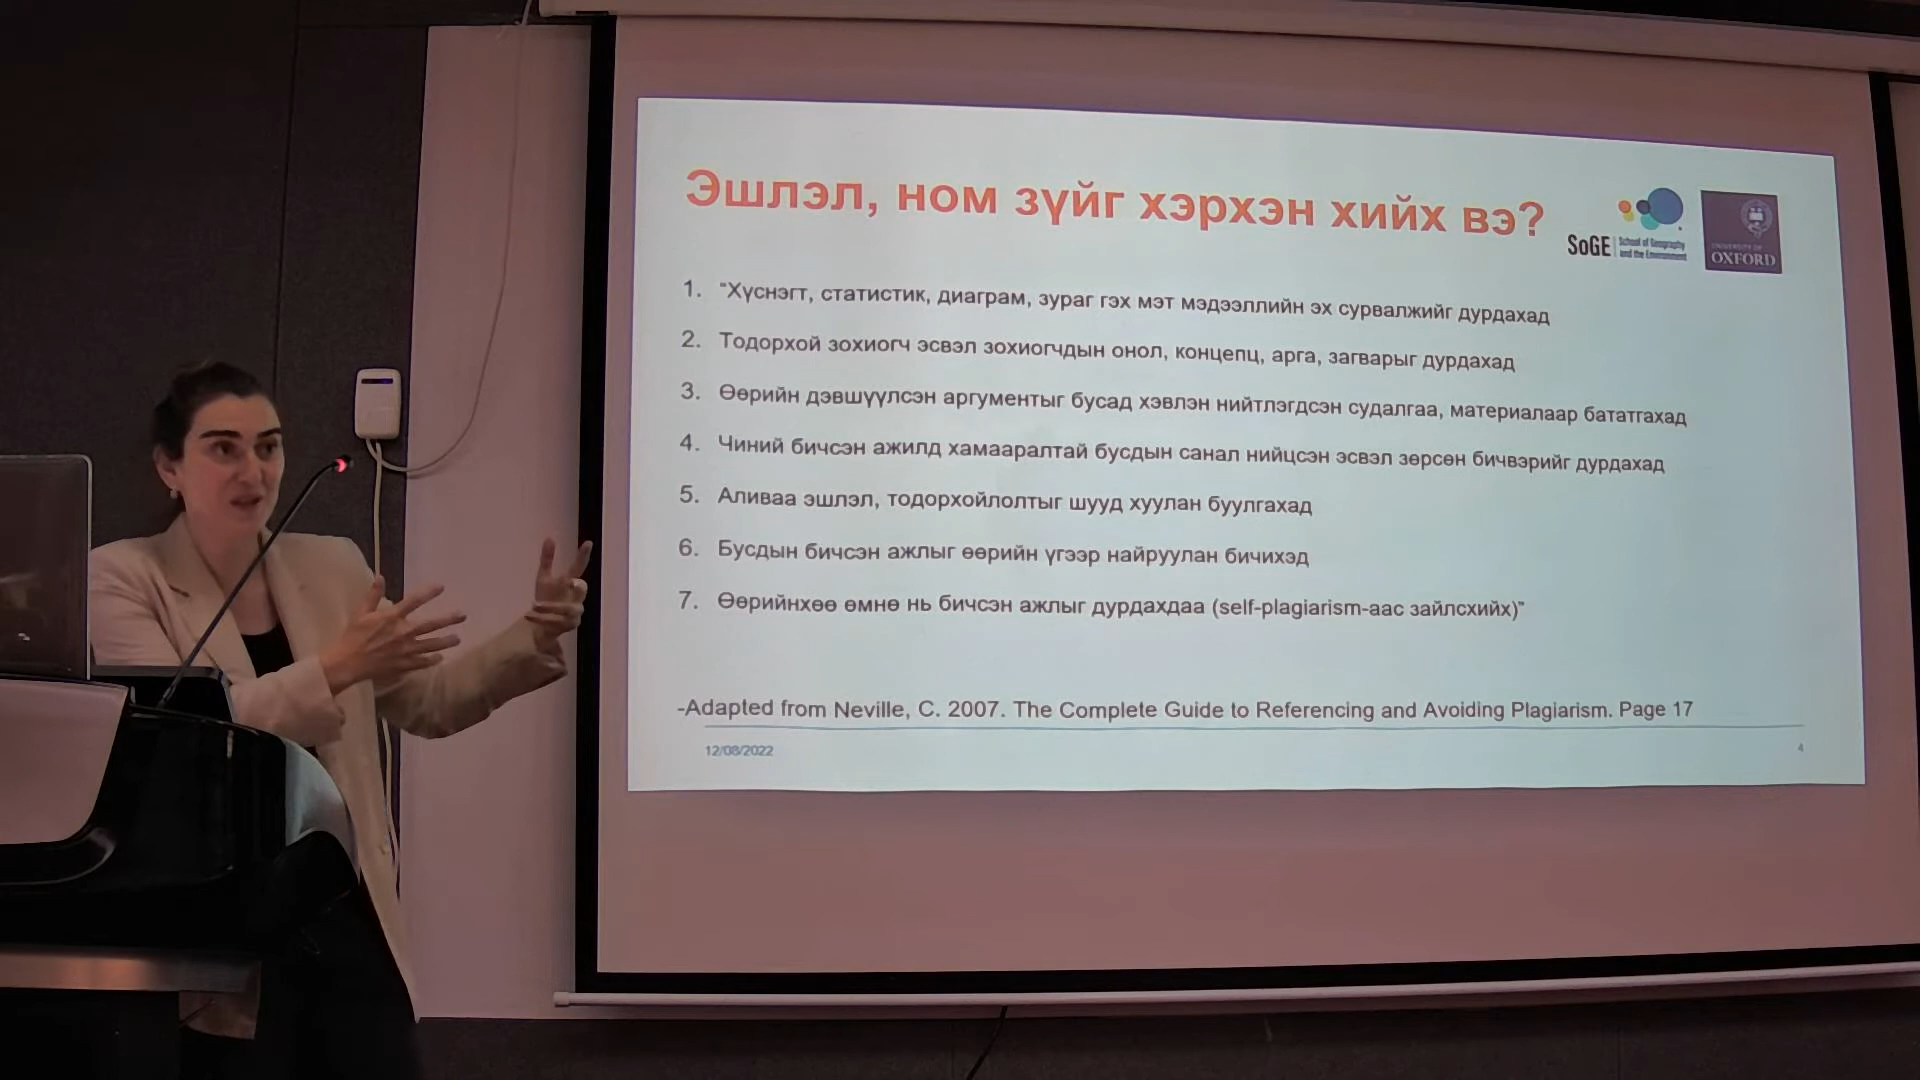 Эшлэл, ном зүйг хэрхэн хийх вэ?
SoGE School of Geography and the Environment
UNIVERSITY OF OXFORD
1. "Хүснэгт, статистик, диаграм, зураг гэх мэт мэдээллийн эх сурвалжийг дурдахад
2. Тодорхой зохиогч эсвэл зохиогчдын онол, концепц, арга, загварыг дурдахад
3. Өөрийн дэвшүүлсэн аргументыг бусад хэвлэн нийтлэгдсэн судалгаа, материалаар бататгахад
4. Чиний бичсэн ажилд хамааралтай бусдын санал нийцсэн эсвэл зөрсөн бичвэрийг дурдахад
5. Аливаа эшлэл, тодорхойлолтыг шууд хуулан буулгахад
6. Бусдын бичсэн ажлыг өөрийн үгээр найруулан бичихэд
7. Өөрийнхөө өмнө нь бичсэн ажлыг дурдахдаа (self-plagiarism-аас зайлсхийх)"
-Adapted from Neville, C. 2007. The Complete Guide to Referencing and Avoiding Plagiarism. Page 17
12/08/2022
4